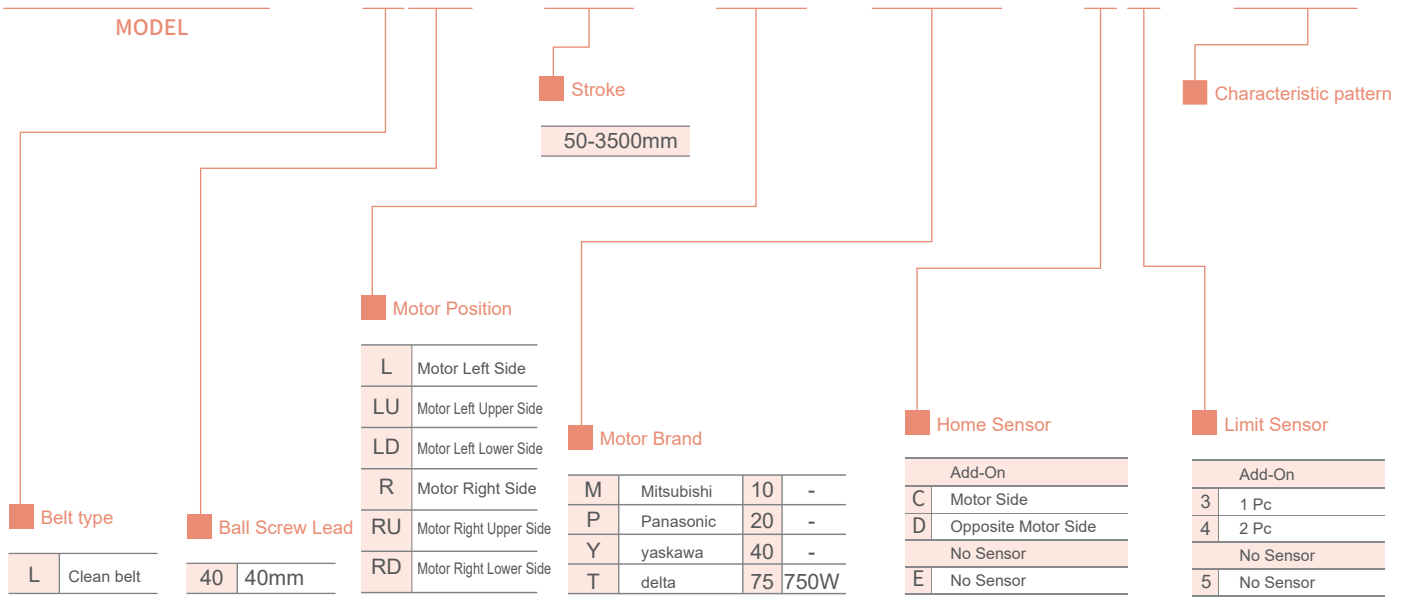 MODEL
Stroke
50-3500mm
Characteristic pattern
Motor Position
L Motor Left Side
LU Motor Left Upper Side
LD Motor Left Lower Side
R Motor Right Side
RU Motor Right Upper Side
RD Motor Right Lower Side
Belt type
L Clean belt
Ball Screw Lead
40 40mm
Motor Brand
M Mitsubishi 10 -
P Panasonic 20 -
Y yaskawa 40 -
T delta 75 750W
Home Sensor
Add-On
C Motor Side
D Opposite Motor Side
No Sensor
E No Sensor
Limit Sensor
Add-On
3 1 Pc
4 2 Pc
No Sensor
5 No Sensor